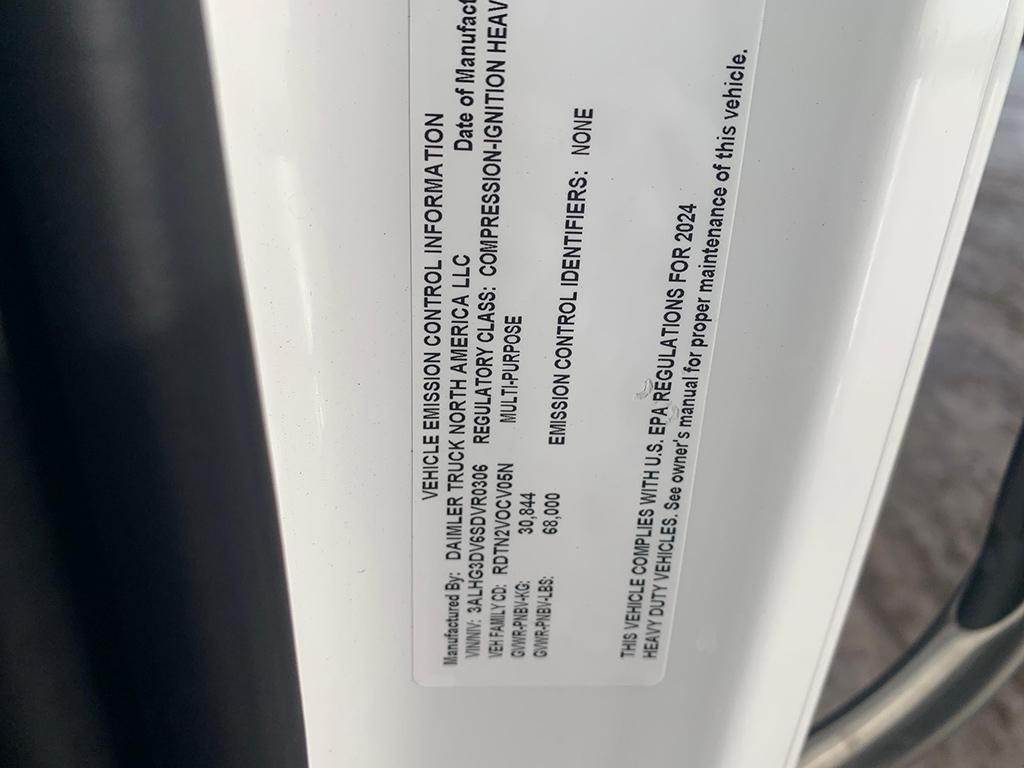 VEHICLE EMISSION CONTROL INFORMATION
Manufactured By: DAIMLER TRUCK NORTH AMERICA LLC Date of Manufact
VIN/NIV: 3ALHG3DV6SDVR0306 REGULATORY CLASS: COMPRESSION-IGNITION HEAV
VEH FAMILY CD: RDTN2VOCV05N MULTI-PURPOSE
GVWR-PNBV-KG: 30,844
GVWR-PNBV-LBS: 68,000 EMISSION CONTROL IDENTIFIERS: NONE
THIS VEHICLE COMPLIES WITH U.S. EPA REGULATIONS FOR 2024
HEAVY DUTY VEHICLES. See owner's manual for proper maintenance of this vehicle.